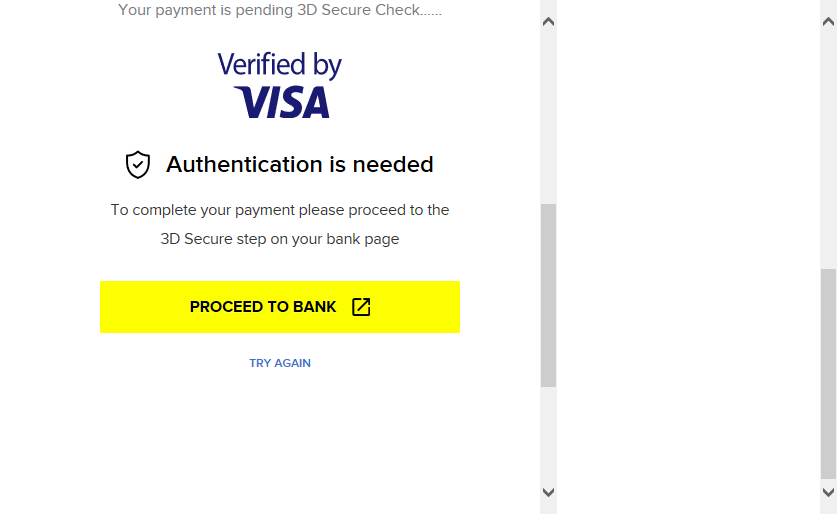 Your payment is pending 3D Secure Check......
Verified by
VISA
Authentication is needed
To complete your payment please proceed to the
3D Secure step on your bank page
PROCEED TO BANK
TRY AGAIN